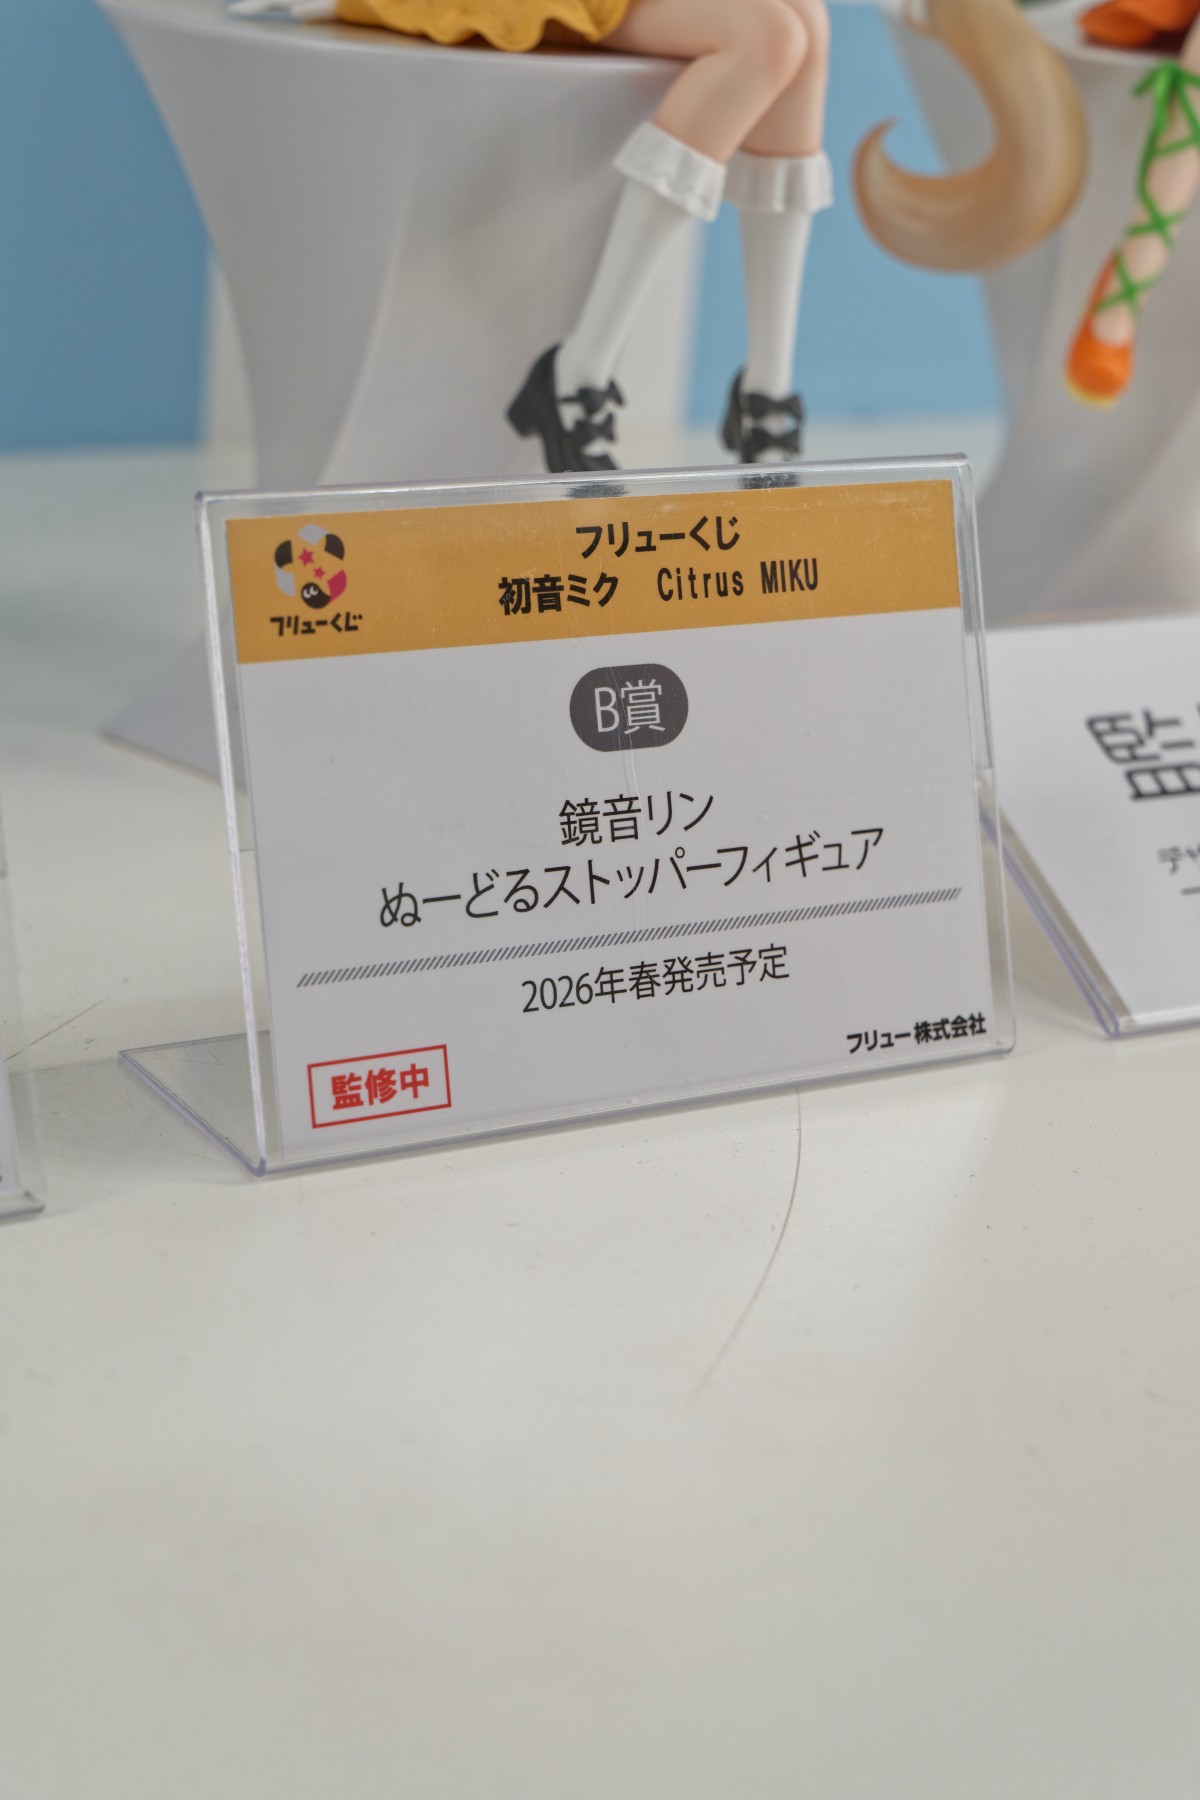 フリューくじ
フリューくじ
初音ミク Citrus MIKU
B賞
鏡音リン
ぬーどるストッパーフィギュア
2026年春発売予定
フリュー株式会社
監修中
監